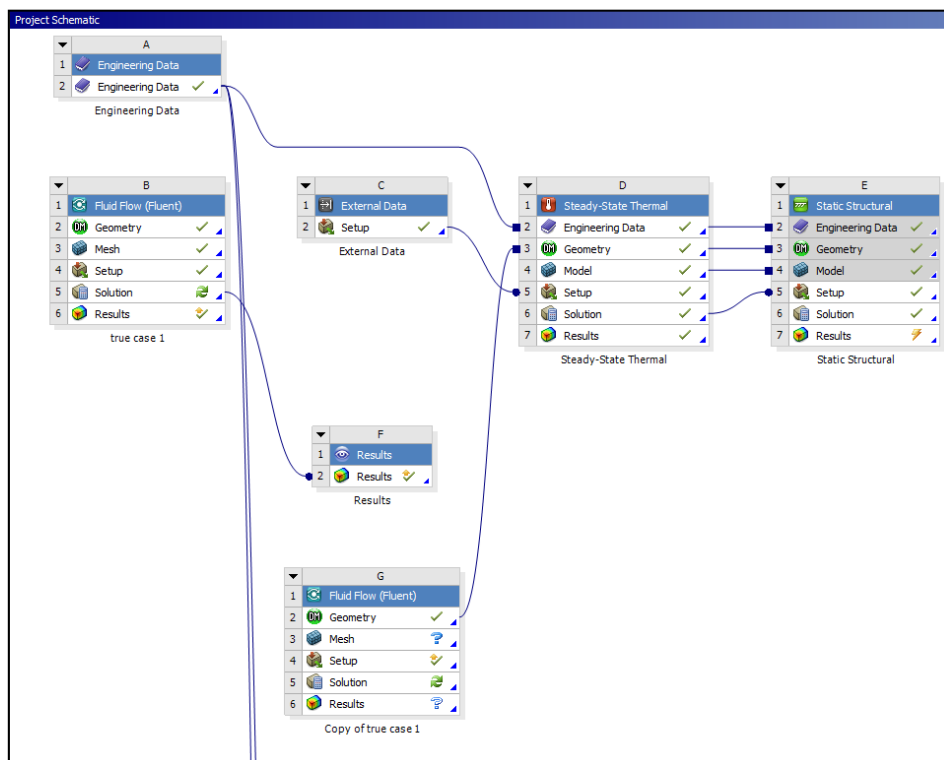 Project Schematic
A
1 Engineering Data
2 Engineering Data
Engineering Data
B
1 Fluid Flow (Fluent)
2 DM Geometry
3 Mesh
4 Setup
5 Solution
6 Results
true case 1
C
1 External Data
2 Setup
External Data
D
1 Steady-State Thermal
2 Engineering Data
3 DM Geometry
4 Model
5 Setup
6 Solution
7 Results
Steady-State Thermal
E
1 Static Structural
2 Engineering Data
3 DM Geometry
4 Model
5 Setup
6 Solution
7 Results
Static Structural
F
1 Results
2 Results
Results
G
1 Fluid Flow (Fluent)
2 DM Geometry
3 Mesh ?
4 Setup
5 Solution
6 Results ?
Copy of true case 1